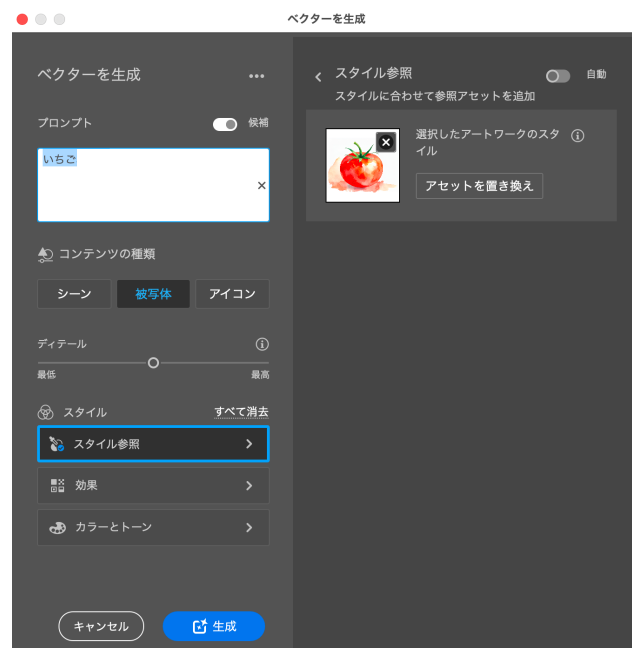 ベクターを生成
ベクターを生成
プロンプト
候補
いちご
コンテンツの種類
シーン
被写体
アイコン
ディテール
最低
最高
スタイル
すべて消去
スタイル参照
効果
カラーとトーン
キャンセル
生成
スタイル参照
自動
スタイルに合わせて参照アセットを追加
選択したアートワークのスタ
イル
アセットを置き換え